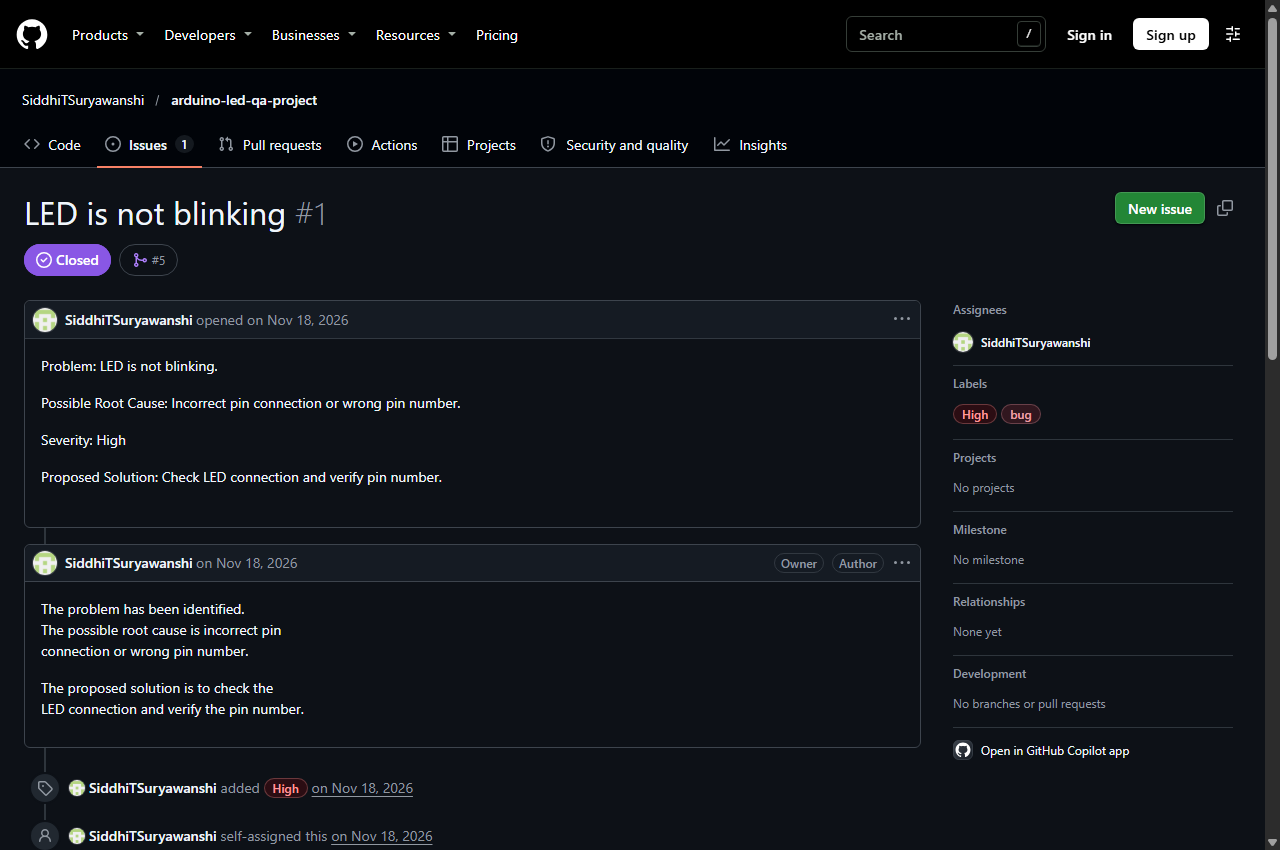 Products Developers Businesses Resources Pricing Search / Sign in Sign up
SiddhiTSuryawanshi / arduino-led-qa-project
Code Issues 1 Pull requests Actions Projects Security and quality Insights
LED is not blinking #1
New issue
Closed #5
SiddhiTSuryawanshi opened on Nov 18, 2026
Problem: LED is not blinking.
Possible Root Cause: Incorrect pin connection or wrong pin number.
Severity: High
Proposed Solution: Check LED connection and verify pin number.
SiddhiTSuryawanshi on Nov 18, 2026 Owner Author
The problem has been identified.
The possible root cause is incorrect pin
connection or wrong pin number.
The proposed solution is to check the
LED connection and verify the pin number.
SiddhiTSuryawanshi added High on Nov 18, 2026
SiddhiTSuryawanshi self-assigned this on Nov 18, 2026
Assignees
SiddhiTSuryawanshi
Labels
High bug
Projects
No projects
Milestone
No milestone
Relationships
None yet
Development
No branches or pull requests
Open in GitHub Copilot app